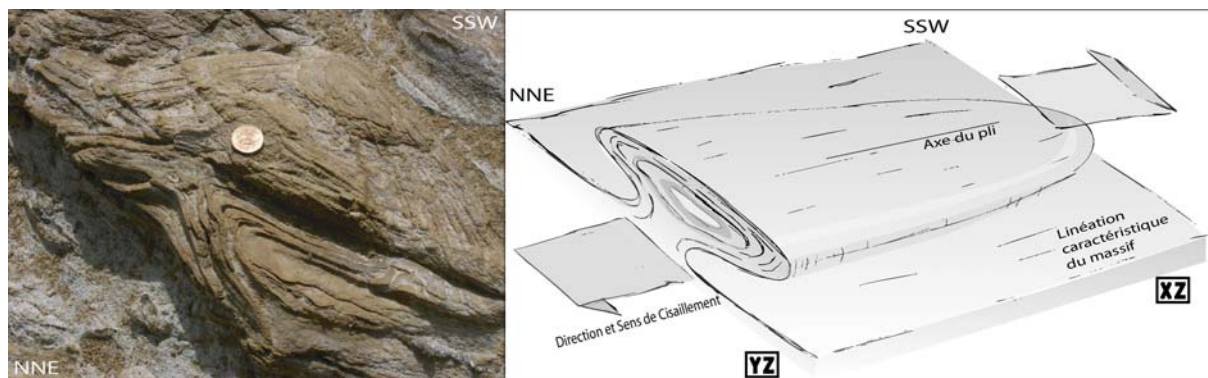 SSW
NNE
SSW
NNE
Axe du pli
Linéation
caractéristique
du massif
Direction et Sens de Cisaillement
XZ
YZ